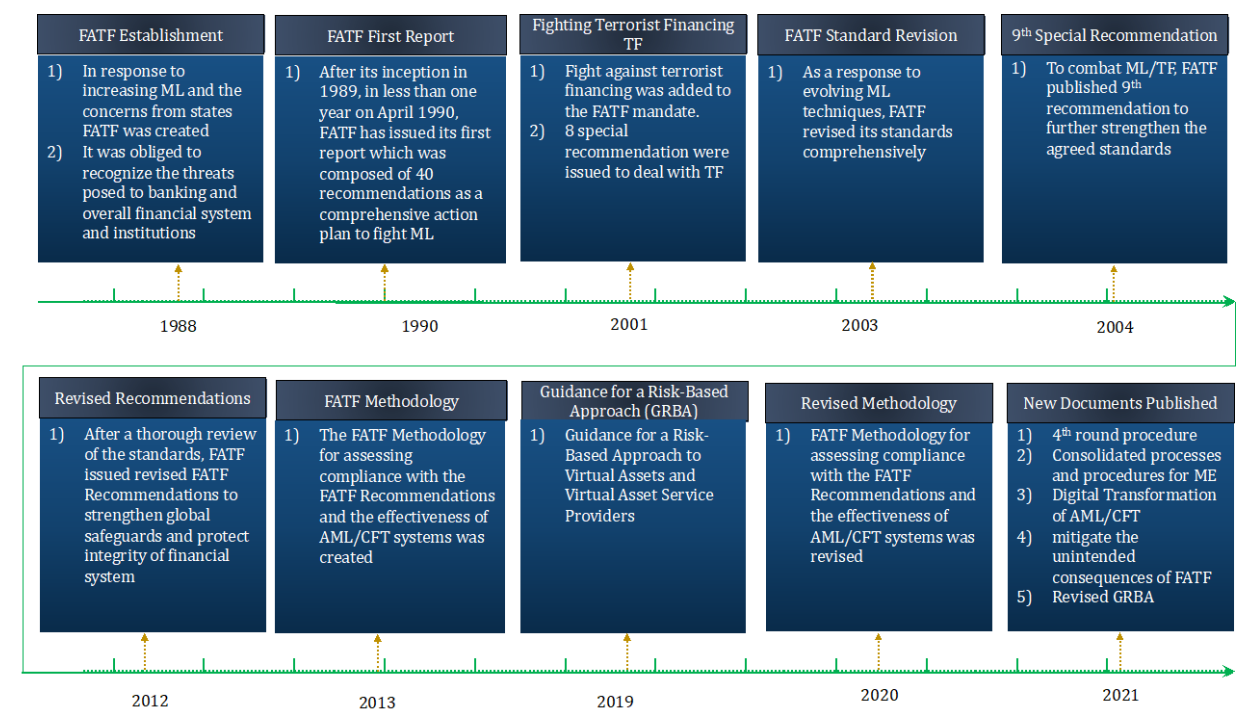 FATF Establishment
1) In response to
increasing ML and the
concerns from states
FATF was created
2) It was obliged to
recognize the threats
posed to banking and
overall financial system
and institutions
FATF First Report
1) After its inception in
1989, in less than one
year on April 1990,
FATF has issued its first
report which was
composed of 40
recommendations as a
comprehensive action
plan to fight ML
Fighting Terrorist Financing
TF
1) Fight against terrorist
financing was added to
the FATF mandate.
2) 8 special
recommendation were
issued to deal with TF
FATF Standard Revision
1) As a response to
evolving ML
techniques, FATF
revised its standards
comprehensively
9th Special Recommendation
1) To combat ML/TF, FATF
published 9th
recommendation to
further strengthen the
agreed standards
1988
1990
2001
2003
2004
Revised Recommendations
1) After a thorough review
of the standards, FATF
issued revised FATF
Recommendations to
strengthen global
safeguards and protect
integrity of financial
system
FATF Methodology
1) The FATF Methodology
for assessing
compliance with the
FATF Recommendations
and the effectiveness of
AML/CFT systems was
created
Guidance for a Risk-Based
Approach (GRBA)
1) Guidance for a Risk-
Based Approach to
Virtual Assets and
Virtual Asset Service
Providers
Revised Methodology
1) FATF Methodology for
assessing compliance
with the FATF
Recommendations and
the effectiveness of
AML/CFT systems was
revised
New Documents Published
1) 4th round procedure
2) Consolidated processes
and procedures for ME
3) Digital Transformation
of AML/CFT
4) mitigate the
unintended
consequences of FATF
5) Revised GRBA
2012
2013
2019
2020
2021